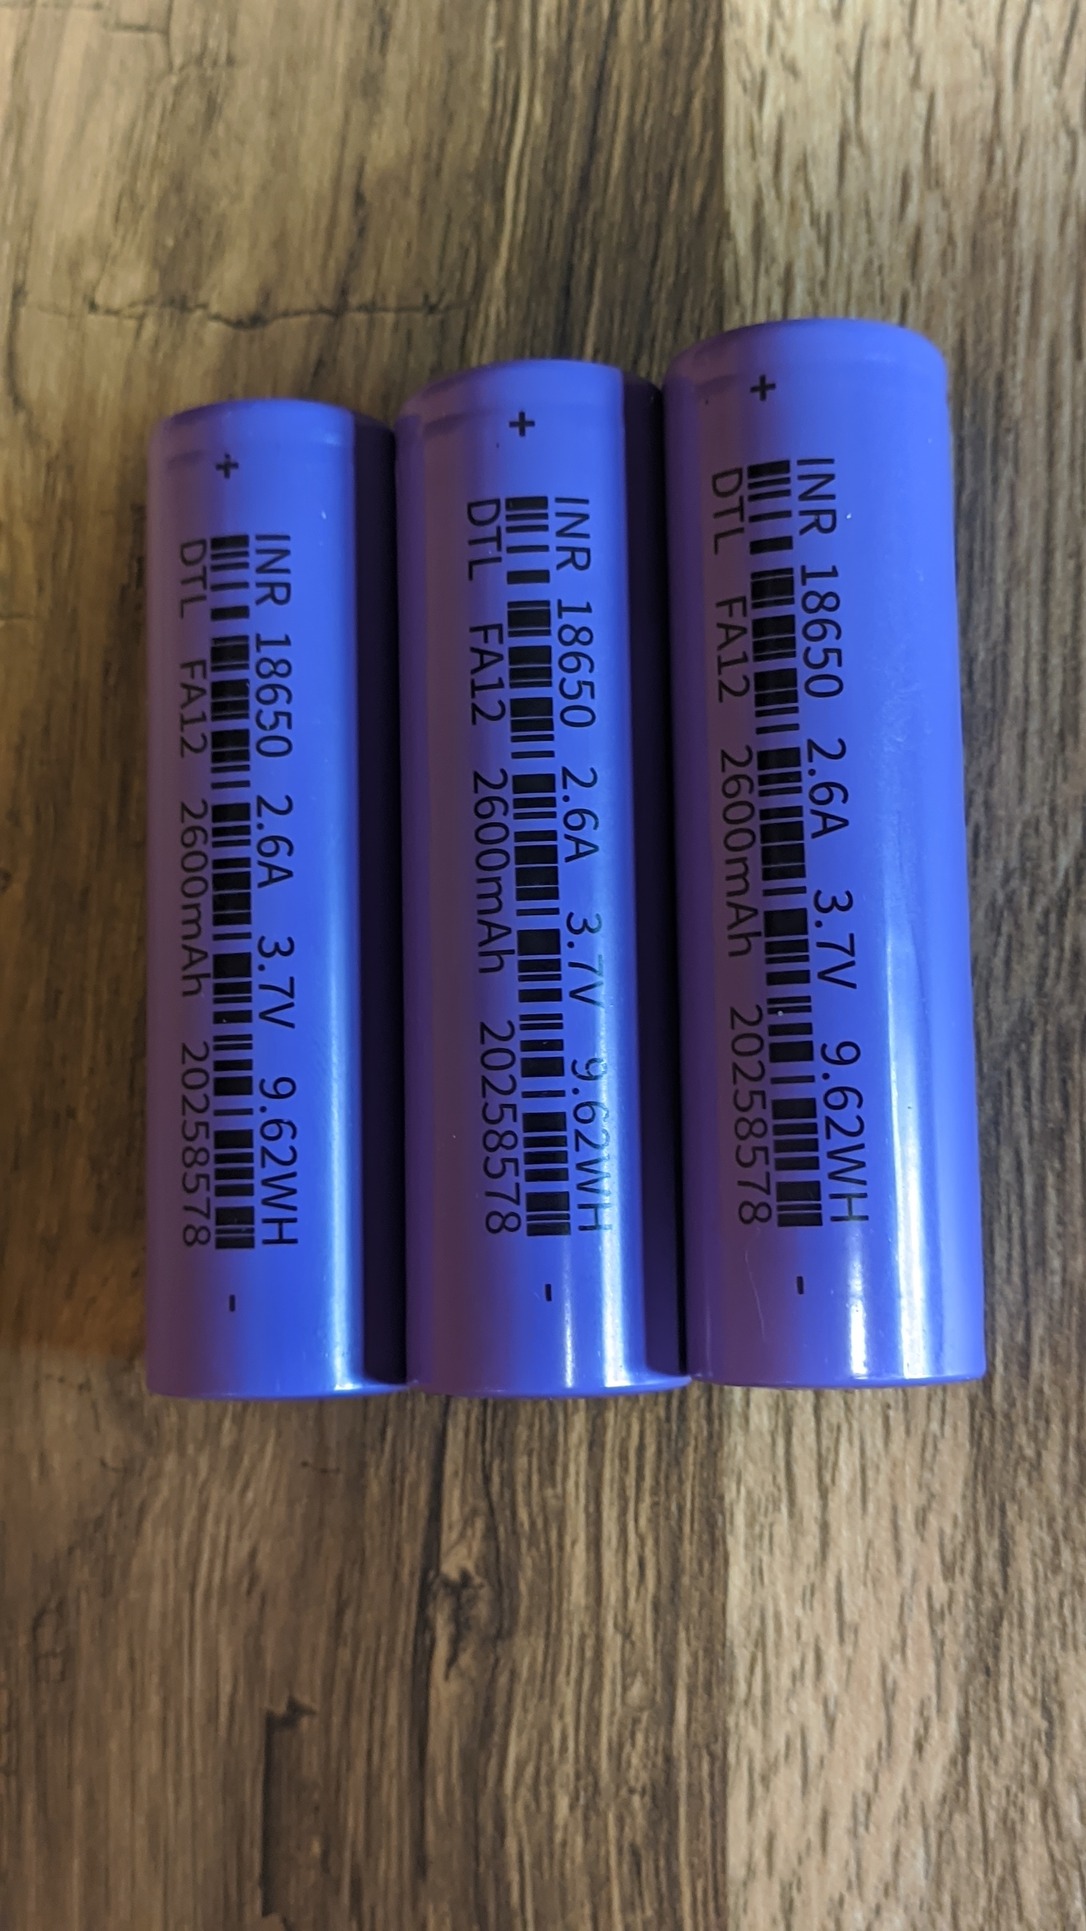 +
INR 18650 2.6A 3.7V 9.62WH
DTL FA12 2600mAh 20258578
-
+
INR 18650 2.6A 3.7V 9.62WH
DTL FA12 2600mAh 20258578
-
+
INR 18650 2.6A 3.7V 9.62WH
DTL FA12 2600mAh 20258578
-